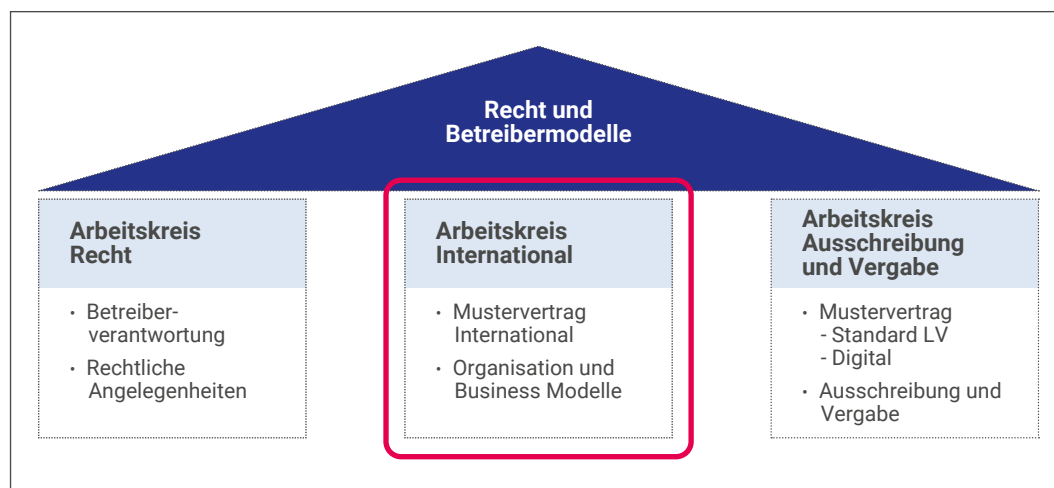 Recht und
Betreibermodelle
Arbeitskreis
Recht
• Betreiber-
verantwortung
• Rechtliche
Angelegenheiten
Arbeitskreis
International
• Mustervertrag
International
• Organisation und
Business Modelle
Arbeitskreis
Ausschreibung
und Vergabe
• Mustervertrag
- Standard LV
- Digital
• Ausschreibung und
Vergabe